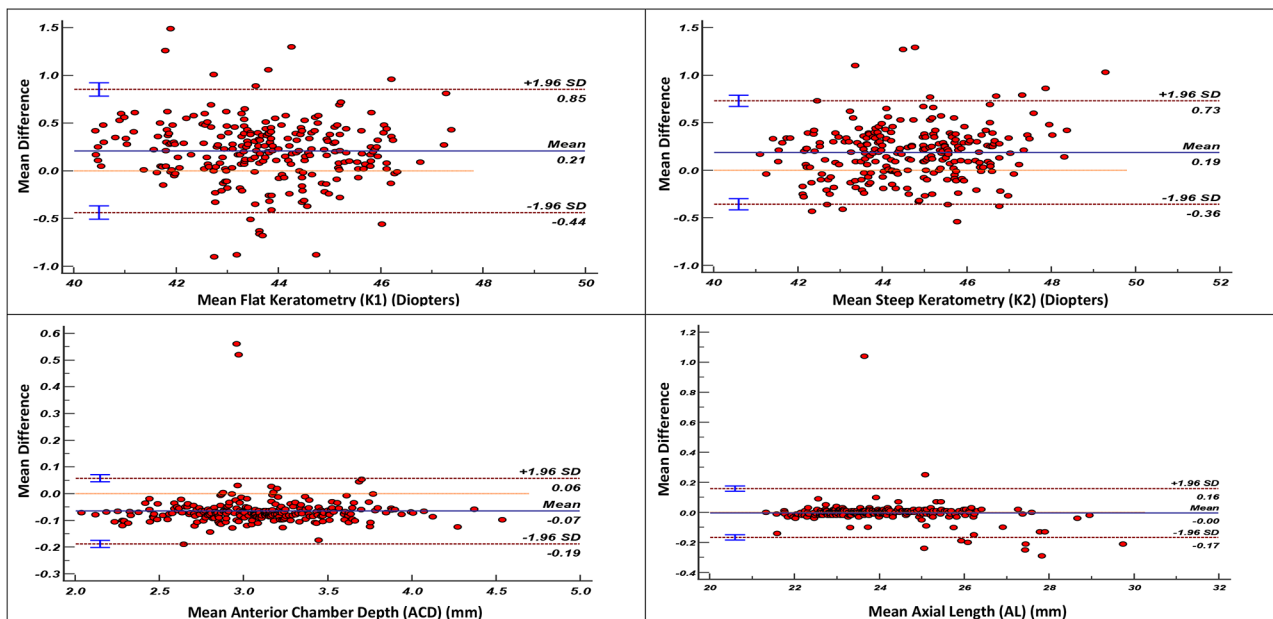 1.5
1.0
0.5
0.0
-0.5
-1.0
Mean Difference
+1.96 SD
0.85
Mean
0.21
-1.96 SD
-0.44
40 42 44 46 48 50
Mean Flat Keratometry (K1) (Diopters)
1.5
1.0
0.5
0.0
-0.5
-1.0
Mean Difference
+1.96 SD
0.73
Mean
0.19
-1.96 SD
-0.36
40 42 44 46 48 50 52
Mean Steep Keratometry (K2) (Diopters)
0.6
0.5
0.4
0.3
0.2
0.1
0.0
-0.1
-0.2
-0.3
Mean Difference
+1.96 SD
0.06
Mean
-0.07
-1.96 SD
-0.19
2.0 2.5 3.0 3.5 4.0 4.5 5.0
Mean Anterior Chamber Depth (ACD) (mm)
1.2
1.0
0.8
0.6
0.4
0.2
0.0
-0.2
-0.4
Mean Difference
+1.96 SD
0.16
Mean
-0.00
-1.96 SD
-0.17
20 22 24 26 28 30 32
Mean Axial Length (AL) (mm)